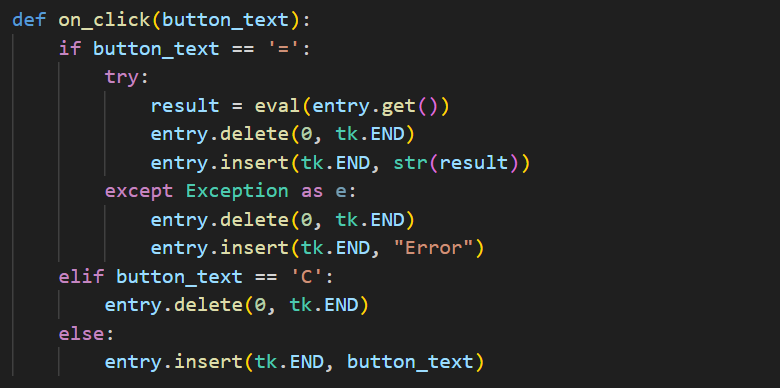 def on_click(button_text):
    if button_text == '=':
        try:
            result = eval(entry.get())
            entry.delete(0, tk.END)
            entry.insert(tk.END, str(result))
        except Exception as e:
            entry.delete(0, tk.END)
            entry.insert(tk.END, "Error")
    elif button_text == 'C':
        entry.delete(0, tk.END)
    else:
        entry.insert(tk.END, button_text)